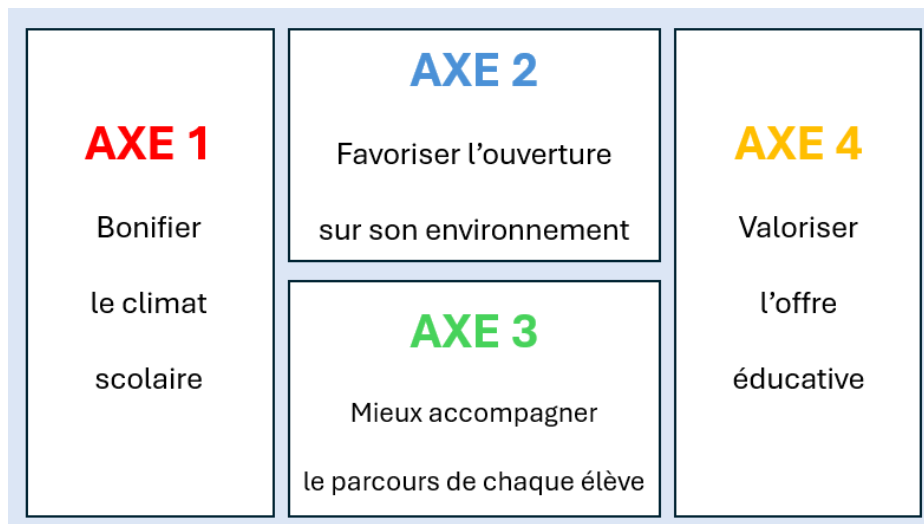 AXE 1
Bonifier
le climat
scolaire
AXE 2
Favoriser l’ouverture
sur son environnement
AXE 3
Mieux accompagner
le parcours de chaque élève
AXE 4
Valoriser
l’offre
éducative